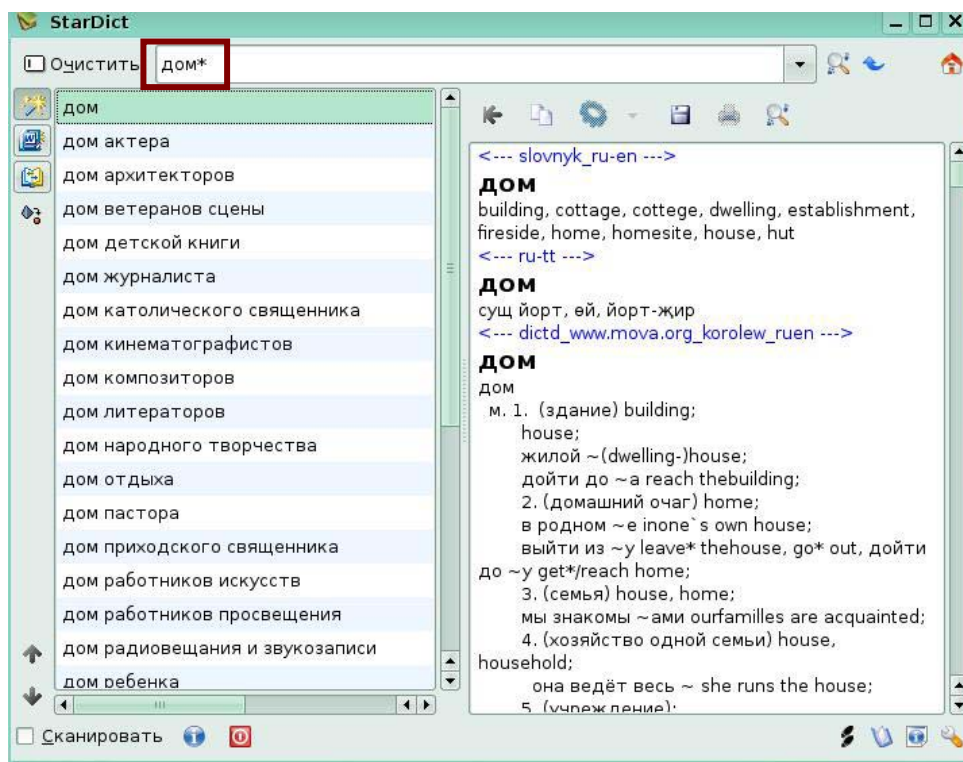 StarDict
Очистить
дом*
дом
дом актера
дом архитекторов
дом ветеранов сцены
дом детской книги
дом журналиста
дом католического священника
дом кинематографистов
дом композиторов
дом литераторов
дом народного творчества
дом отдыха
дом пастора
дом приходского священника
дом работников искусств
дом работников просвещения
дом радиовещания и звукозаписи
дом ребенка
<--- slovnyk_ru-en --->
дом
building, cottage, cottege, dwelling, establishment,
fireside, home, homesite, house, hut
<--- ru-tt --->
дом
сущ йорт, өй, йорт-җир
<--- dictd_www.mova.org_korolew_ruen --->
дом
дом
м. 1. (здание) building;
house;
жилой ~(dwelling-)house;
дойти до ~a reach thebuilding;
2. (домашний очаг) home;
в родном ~е inone`s own house;
выйти из ~у leave* thehouse, go* out, дойти
до ~у get*/reach home;
3. (семья) house, home;
мы знакомы ~ами ourfamilles are acquainted;
4. (хозяйство одной семьи) house,
household;
она ведёт весь ~ she runs the house;
5. (учреждение):
Сканировать